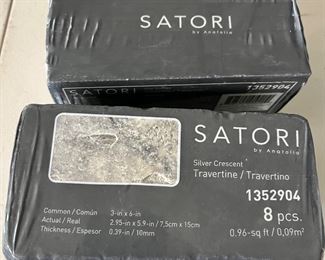 SATORI
by Anatolia
1352904
SATORI
by Anatolia
Silver Crescent
Travertine / Travertino
1352904
8 pcs.
0.96-sq ft / 0,09m²
Common / Común 3-in x 6-in
Actual / Real 2.95-in x 5.9-in / 7,5cm x 15cm
Thickness / Espesor 0.39-in / 10mm